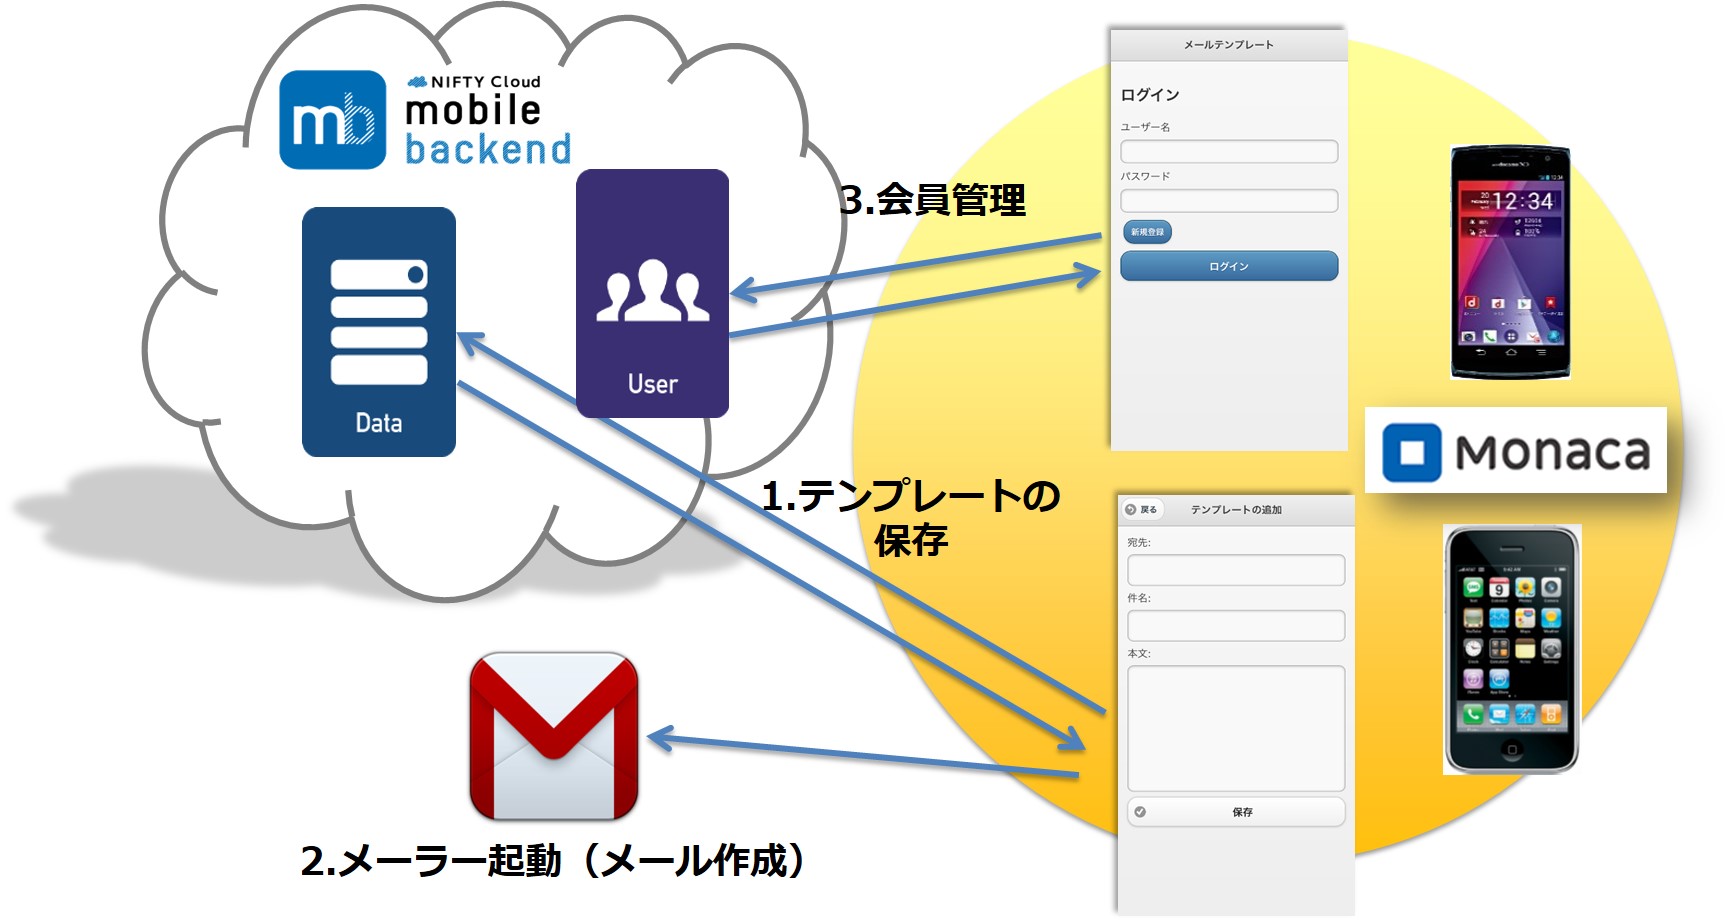 NIFTY Cloud
mobile
backend
Data
User
3.会員管理
1.テンプレートの
保存
2.メーラー起動（メール作成）
メールテンプレート
ログイン
ユーザー名
パスワード
新規登録
ログイン
戻る
テンプレートの追加
宛先:
件名:
本文:
保存
12:34
Monaca